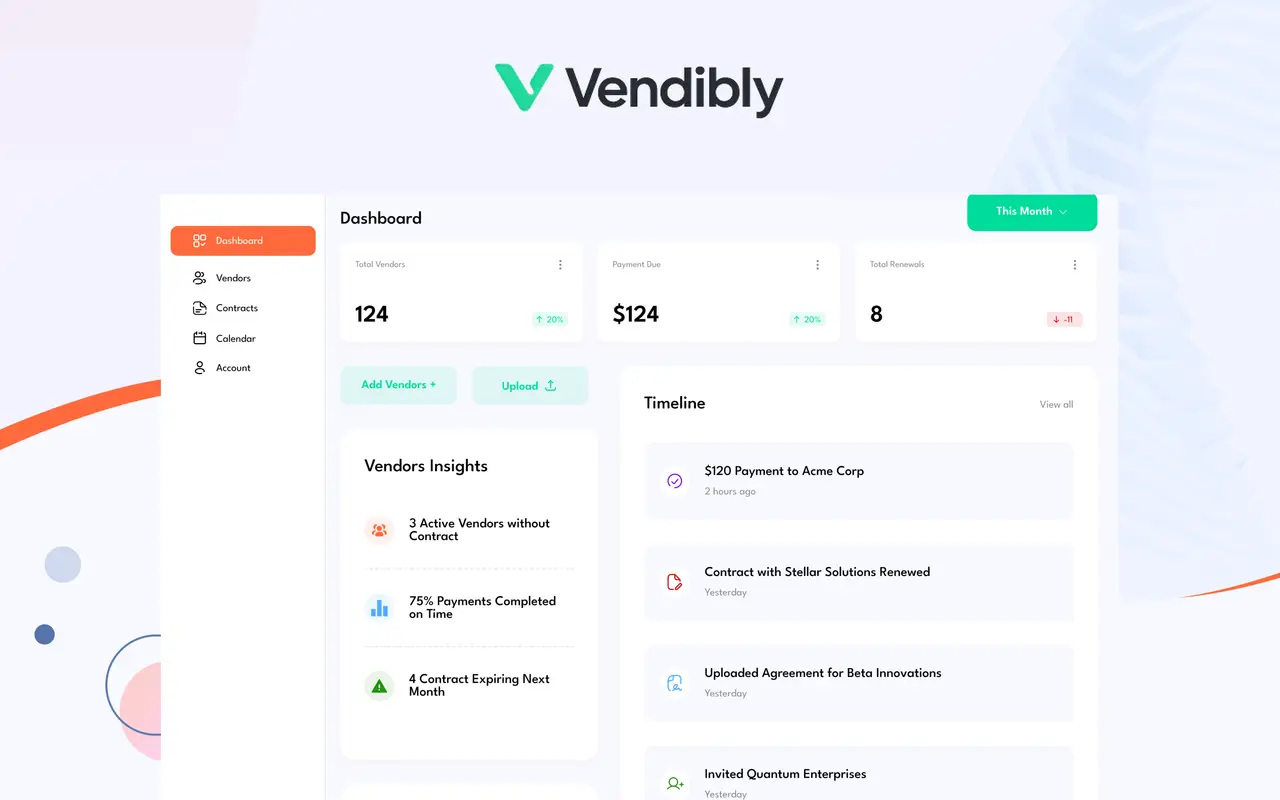 Vendibly
Dashboard
Vendors
Contracts
Calendar
Account
Dashboard
This Month
Total Vendors
124
↑ 20%
Payment Due
$124
↑ 20%
Total Renewals
8
↓ -11
Add Vendors +
Upload
Vendors Insights
3 Active Vendors without
Contract
75% Payments Completed
on Time
4 Contract Expiring Next
Month
Timeline
View all
$120 Payment to Acme Corp
2 hours ago
Contract with Stellar Solutions Renewed
Yesterday
Uploaded Agreement for Beta Innovations
Yesterday
Invited Quantum Enterprises
Yesterday